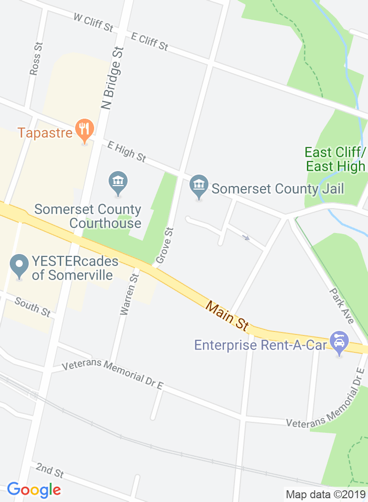 W Cliff St
E Cliff St
Ross St
N Bridge St
Tapastre
E High St
East Cliff/
East High
Somerset County Jail
Somerset County
Courthouse
Grove St
YESTERcades
of Somerville
Warren St
South St
Main St
Park Ave
Enterprise Rent-A-Car
Veterans Memorial Dr E
Veterans Memorial Dr E
2nd St
Google
Map data ©2019